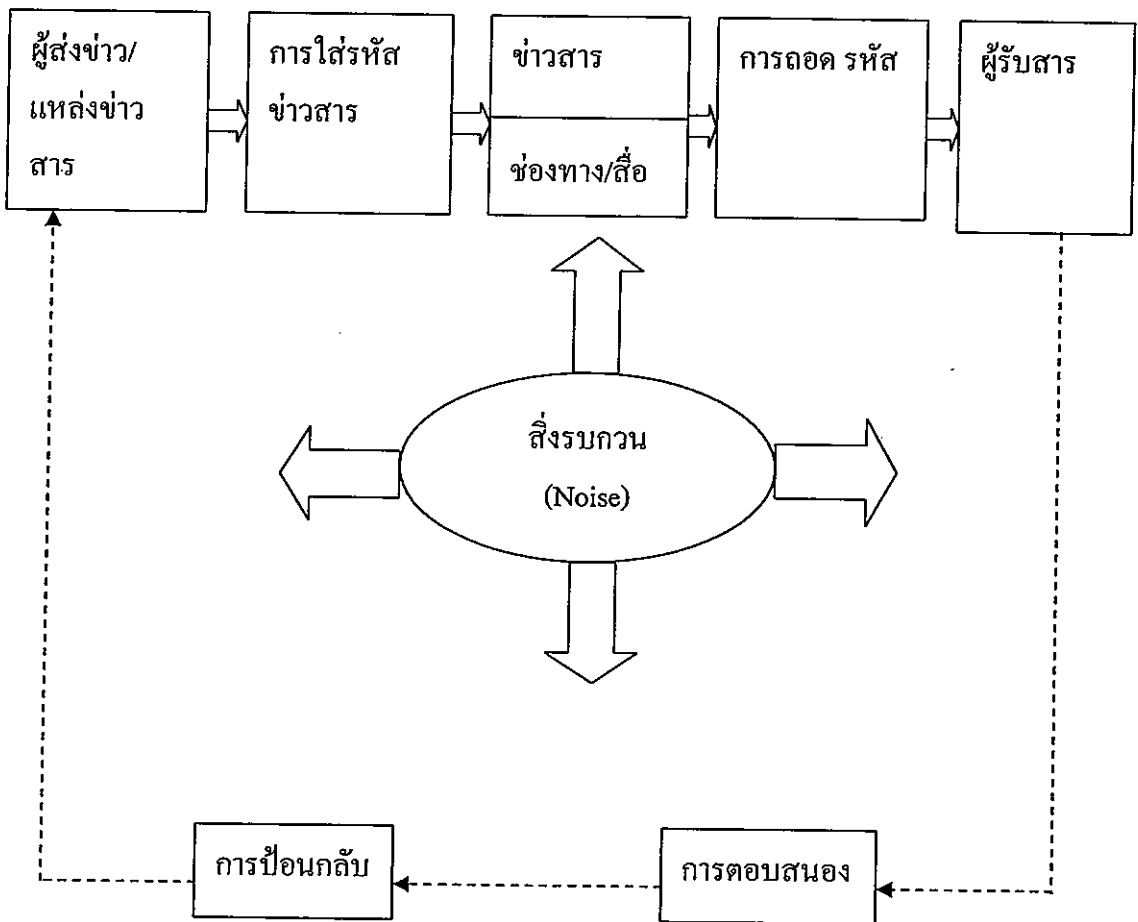 ผู้ส่งข่าว/
แหล่งข่าว
สาร
การใส่รหัส
ข่าวสาร
ข่าวสาร
ช่องทาง/สื่อ
การถอด รหัส
ผู้รับสาร
สิ่งรบกวน
(Noise)
การป้อนกลับ
การตอบสนอง